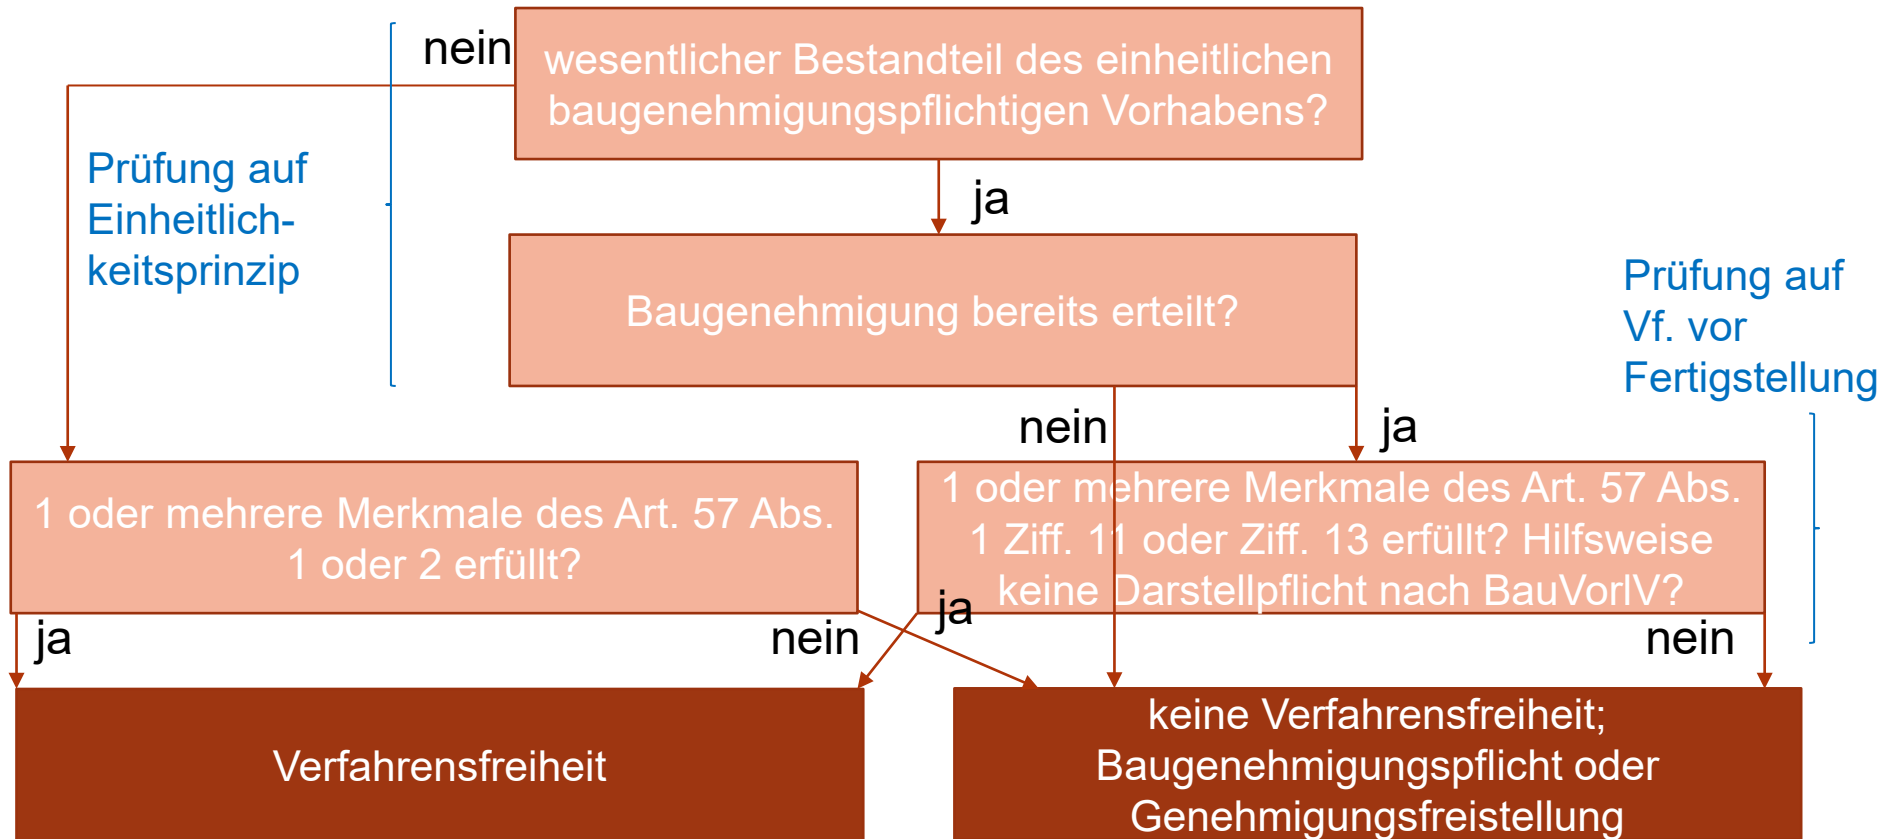 nein
wesentlicher Bestandteil des einheitlichen
baugenehmigungspflichtigen Vorhabens?
Prüfung auf
Einheitlich-
keitsprinzip
ja
Baugenehmigung bereits erteilt?
Prüfung auf
Vf. vor
Fertigstellung
nein
ja
1 oder mehrere Merkmale des Art. 57 Abs.
1 oder 2 erfüllt?
1 oder mehrere Merkmale des Art. 57 Abs.
1 Ziff. 11 oder Ziff. 13 erfüllt? Hilfsweise
keine Darstellpflicht nach BauVorlV?
ja
nein
ja
nein
Verfahrensfreiheit
keine Verfahrensfreiheit;
Baugenehmigungspflicht oder
Genehmigungsfreistellung